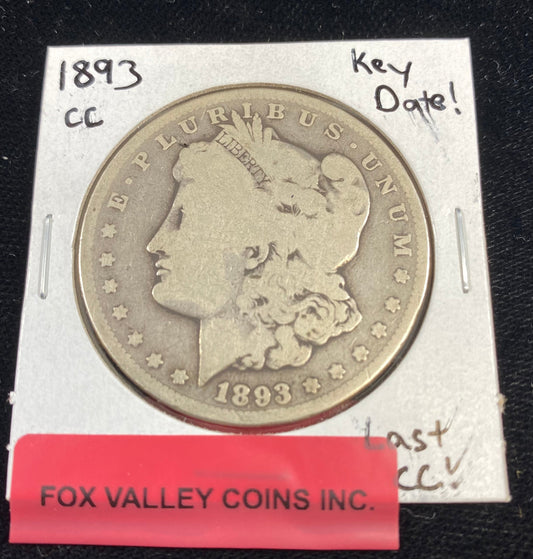 1893
CC
Key
Date!
E · PLURIBUS · UNUM
LIBERTY
1893
Last
CC!
FOX VALLEY COINS INC.